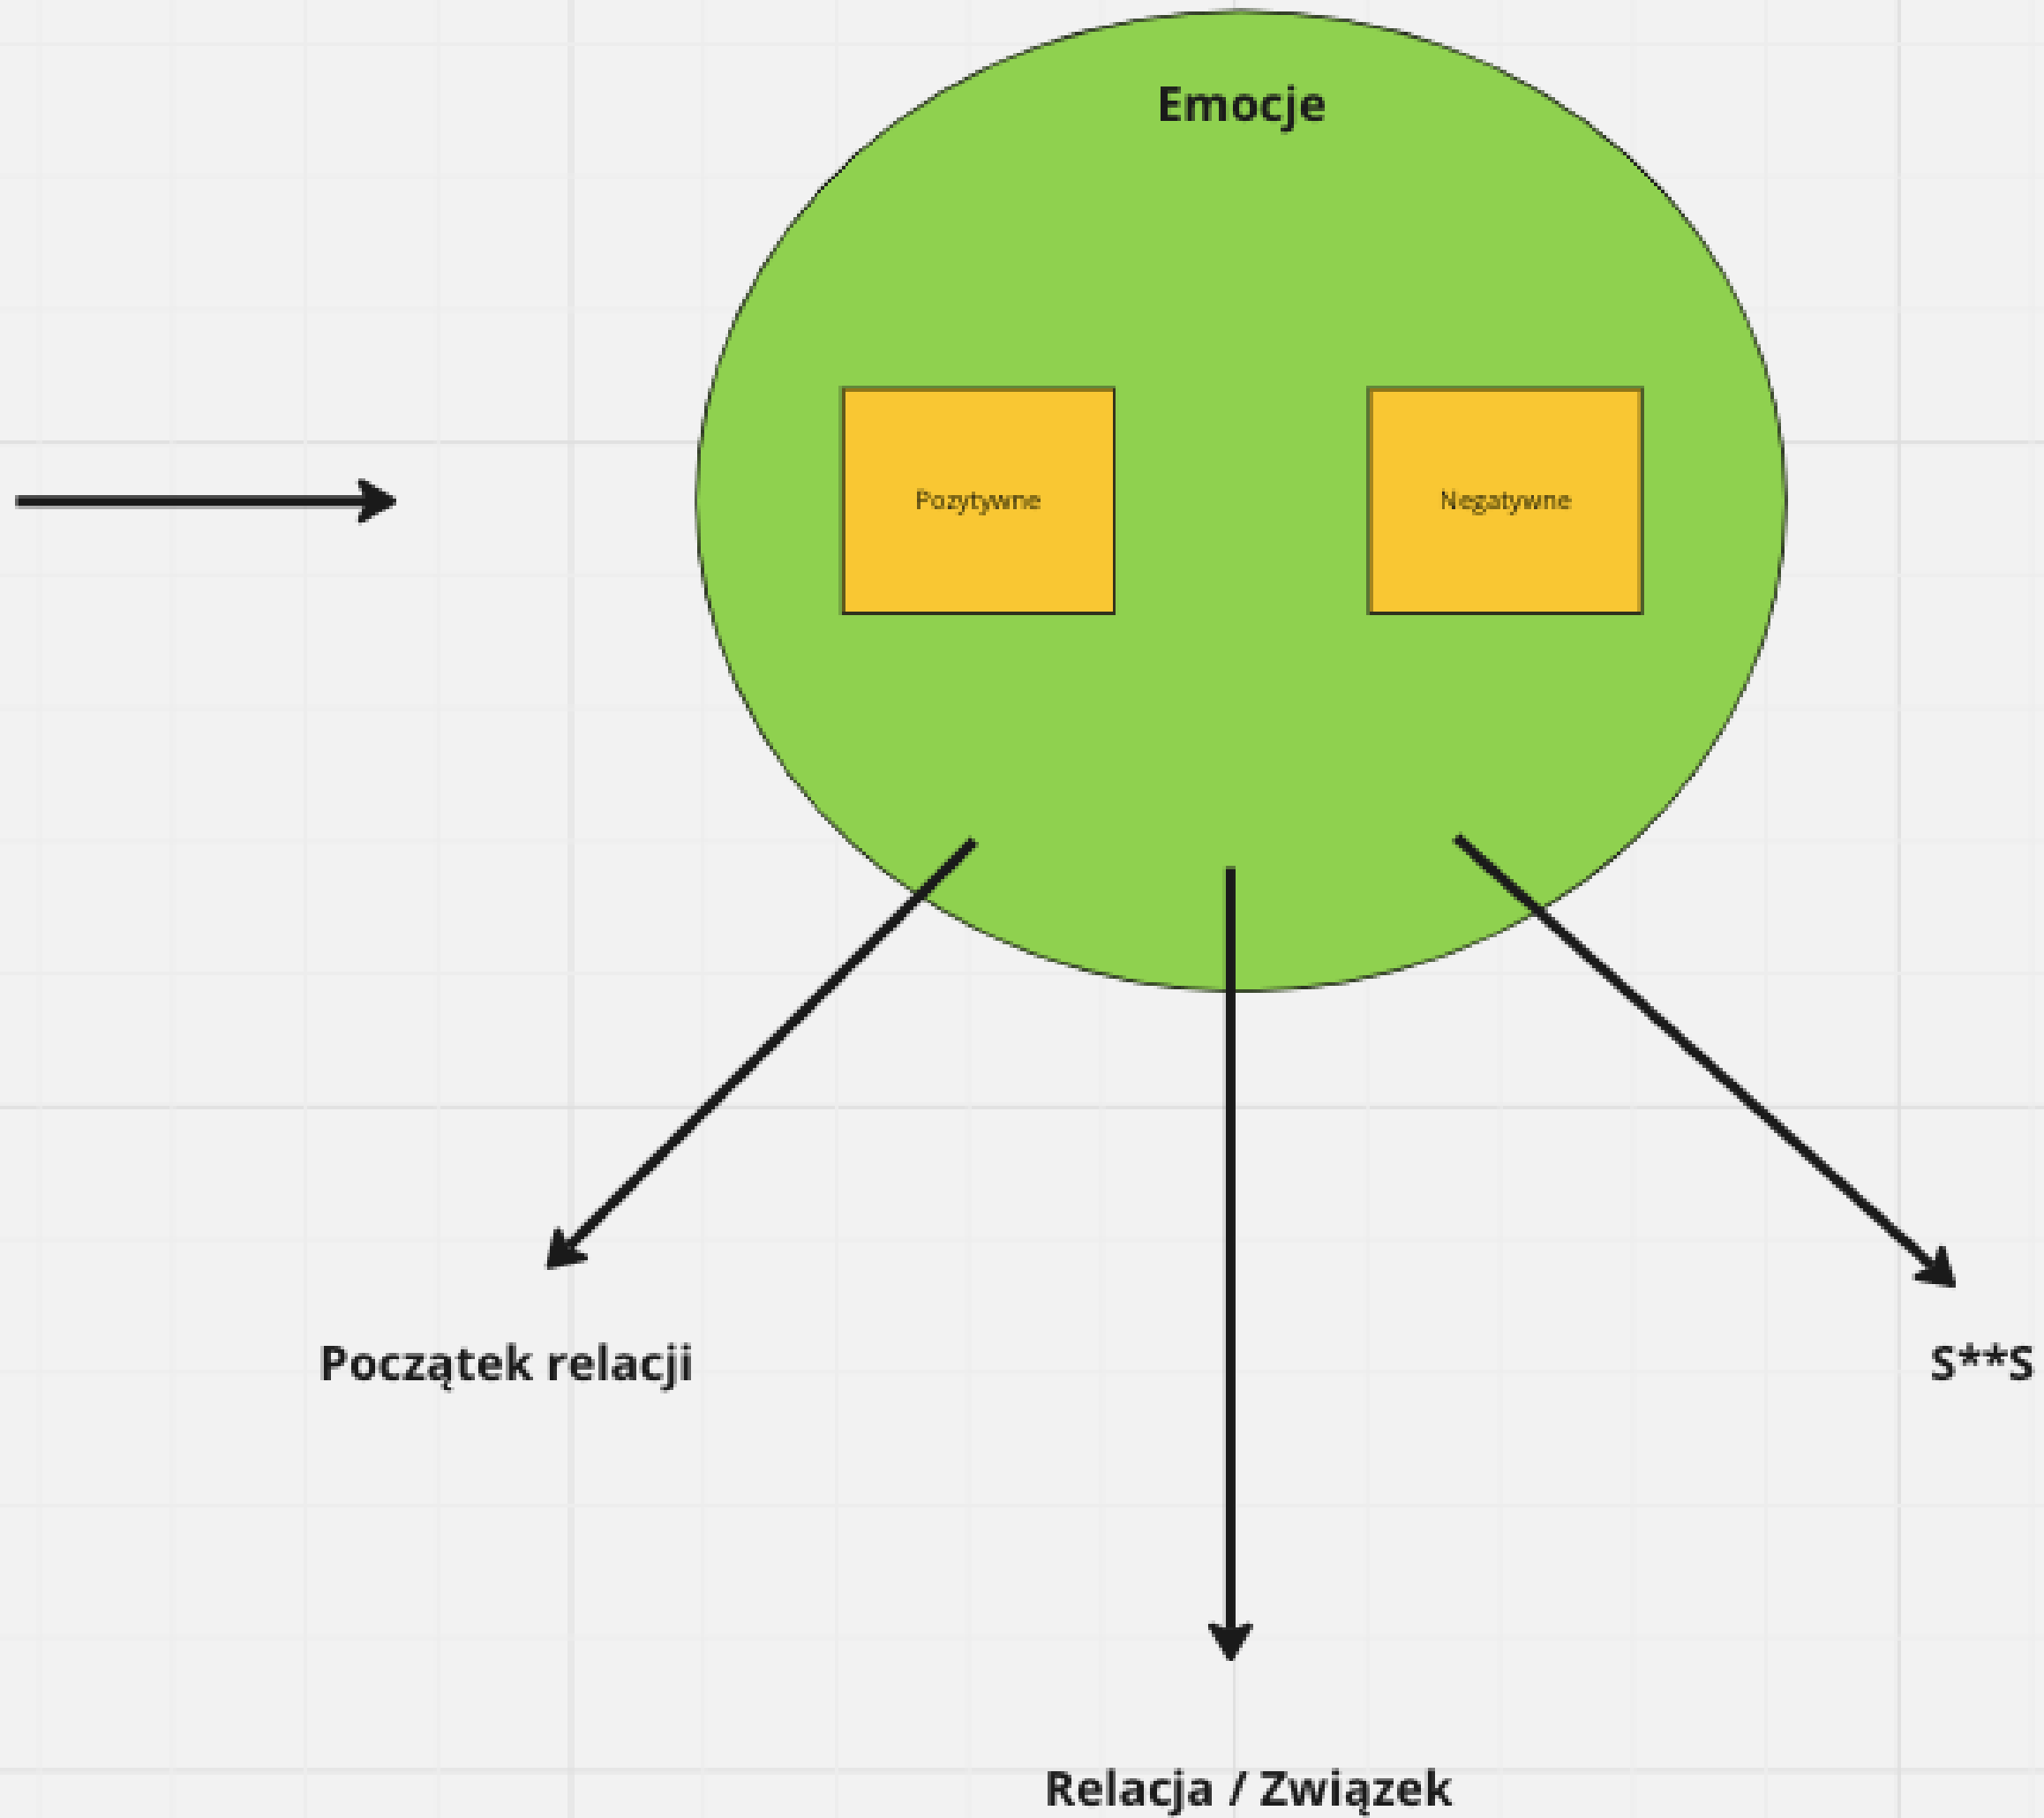 Emocje
Pozytywne
Negatywne
Początek relacji
S**S
Relacja / Związek